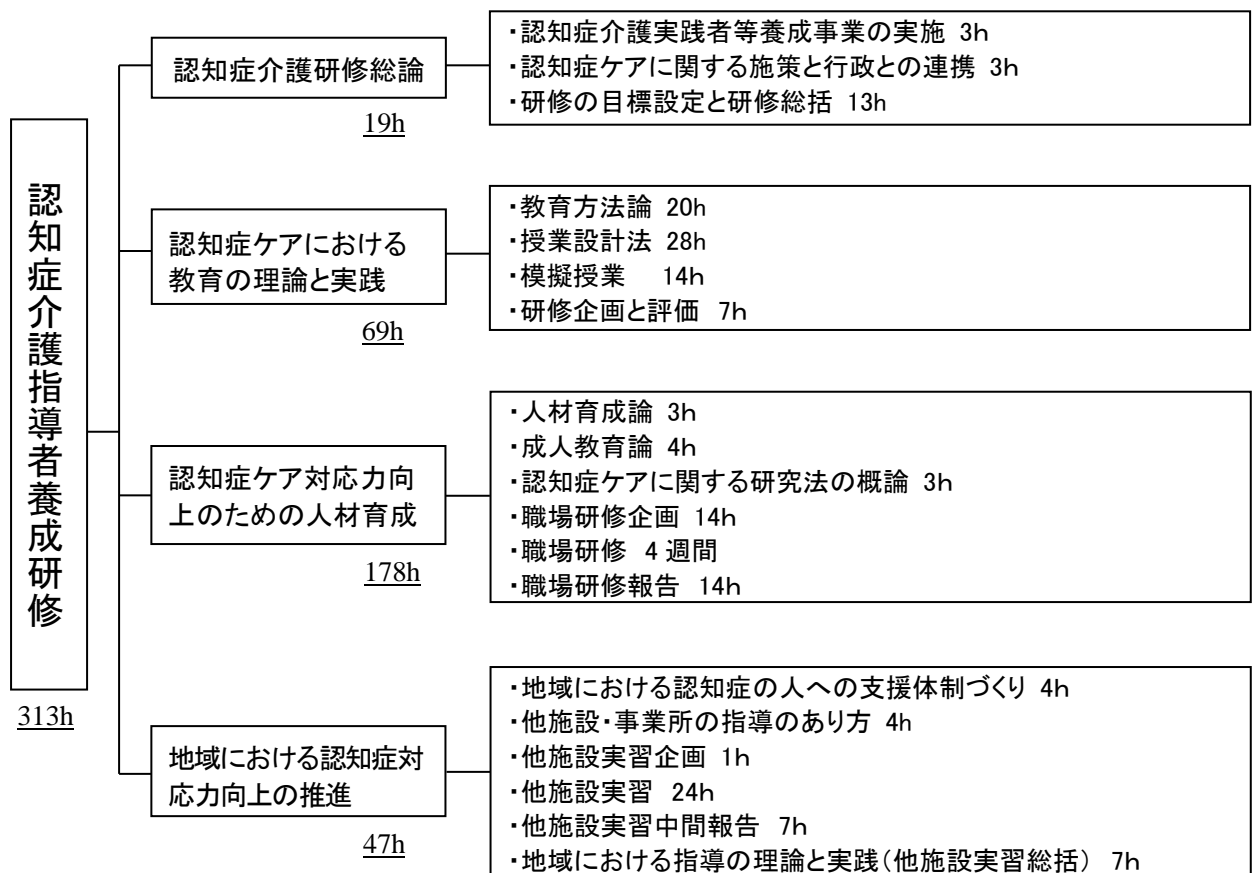 認知症介護指導者養成研修
313h
認知症介護研修総論
19h
・認知症介護実践者等養成事業の実施 3h
・認知症ケアに関する施策と行政との連携 3h
・研修の目標設定と研修総括 13h
認知症ケアにおける
教育の理論と実践
69h
・教育方法論 20h
・授業設計法 28h
・模擬授業 14h
・研修企画と評価 7h
認知症ケア対応力向
上のための人材育成
178h
・人材育成論 3h
・成人教育論 4h
・認知症ケアに関する研究法の概論 3h
・職場研修企画 14h
・職場研修 4週間
・職場研修報告 14h
地域における認知症対
応力向上の推進
47h
・地域における認知症の人への支援体制づくり 4h
・他施設・事業所の指導のあり方 4h
・他施設実習企画 1h
・他施設実習 24h
・他施設実習中間報告 7h
・地域における指導の理論と実践(他施設実習総括) 7h